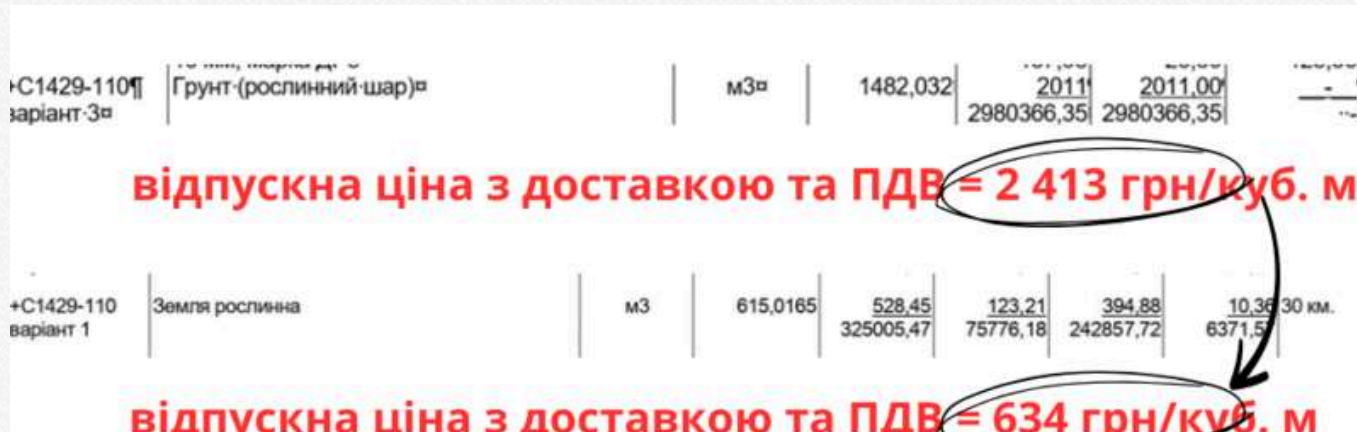 +С1429-110¶ Грунт·(рослинний·шар)¤ м3¤ 1482,032 2011¶ 2011,00¶ -
варіант·3¤ 2980366,35 2980366,35
відпускна ціна з доставкою та ПДВ = 2 413 грн/куб. м
+С1429-110 Земля рослинна м3 615,0165 528,45 123,21 394,88 10,36 30 км.
варіант 1 325005,47 75776,18 242857,72 6371,5
відпускна ціна з доставкою та ПДВ = 634 грн/куб. м